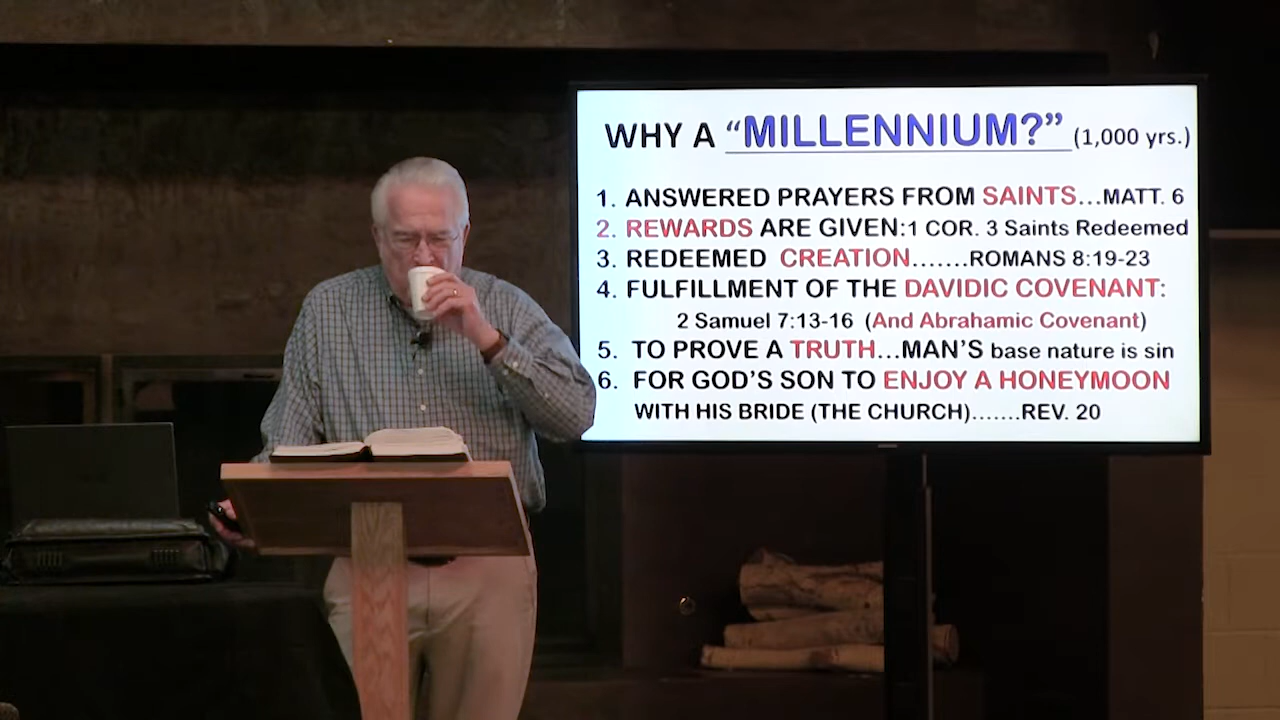 WHY A “MILLENNIUM?” (1,000 yrs.)
1. ANSWERED PRAYERS FROM SAINTS...MATT. 6
2. REWARDS ARE GIVEN:1 COR. 3 Saints Redeemed
3. REDEEMED CREATION.......ROMANS 8:19-23
4. FULFILLMENT OF THE DAVIDIC COVENANT:
2 Samuel 7:13-16 (And Abrahamic Covenant)
5. TO PROVE A TRUTH...MAN’S base nature is sin
6. FOR GOD’S SON TO ENJOY A HONEYMOON
WITH HIS BRIDE (THE CHURCH).......REV. 20